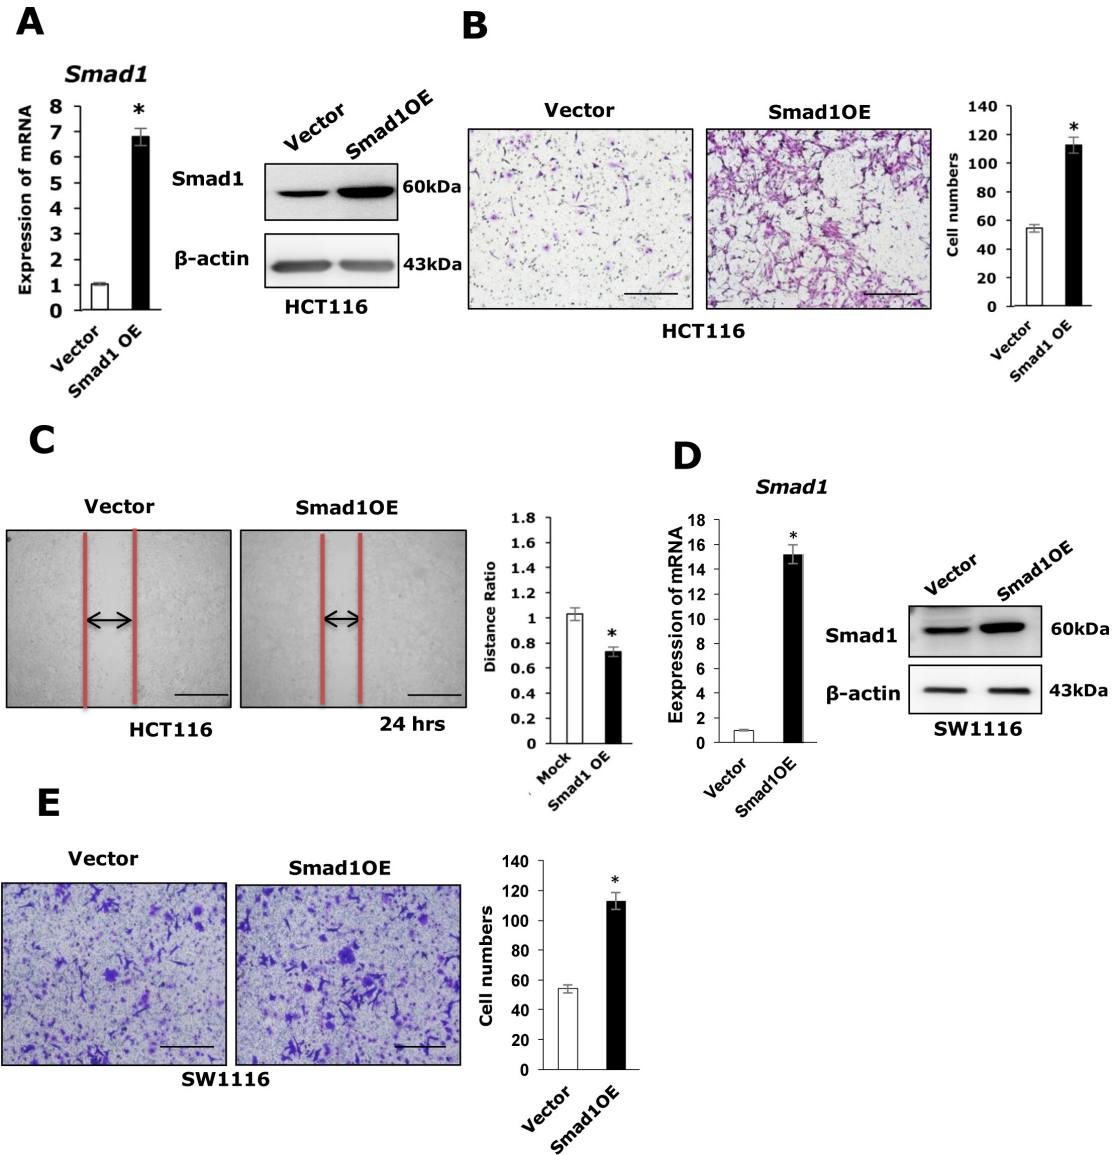 A
Smad1
Expression of mRNA
8
7
6
5
4
3
2
1
0
*
Vector
Smad1 OE
Vector
Smad1OE
Smad1
60kDa
β-actin
43kDa
HCT116
B
Vector
Smad1OE
HCT116
Cell numbers
140
120
100
80
60
40
20
0
*
Vector
Smad1 OE
C
Vector
Smad1OE
HCT116
24 hrs
Distance Ratio
1.8
1.6
1.4
1.2
1
0.8
0.6
0.4
0.2
0
*
Mock
Smad1 OE
D
Smad1
Eexpression of mRNA
18
16
14
12
10
8
6
4
2
0
*
Vector
Smad1OE
Vector
Smad1OE
Smad1
60kDa
β-actin
43kDa
SW1116
E
Vector
Smad1OE
SW1116
Cell numbers
140
120
100
80
60
40
20
0
*
Vector
Smad1OE